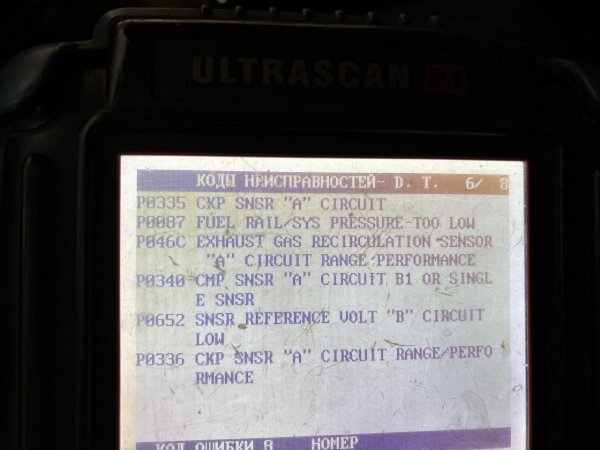 ULTRASCAN P1
КОДЫ НЕИСПРАВНОСТЕЙ- D. T. 6/ 8
P0335 CKP SNSR "A" CIRCUIT
P0087 FUEL RAIL/SYS PRESSURE-TOO LOW
P046C EXHAUST GAS RECIRCULATION SENSOR
"A" CIRCUIT RANGE/PERFORMANCE
P0340 CMP SNSR "A" CIRCUIT B1 OR SINGL
E SNSR
P0652 SNSR REFERENCE VOLT "B" CIRCUIT
LOW
P0336 CKP SNSR "A" CIRCUIT RANGE/PERFO
RMANCE
КОД ОШИБКИ 8 НОМЕР